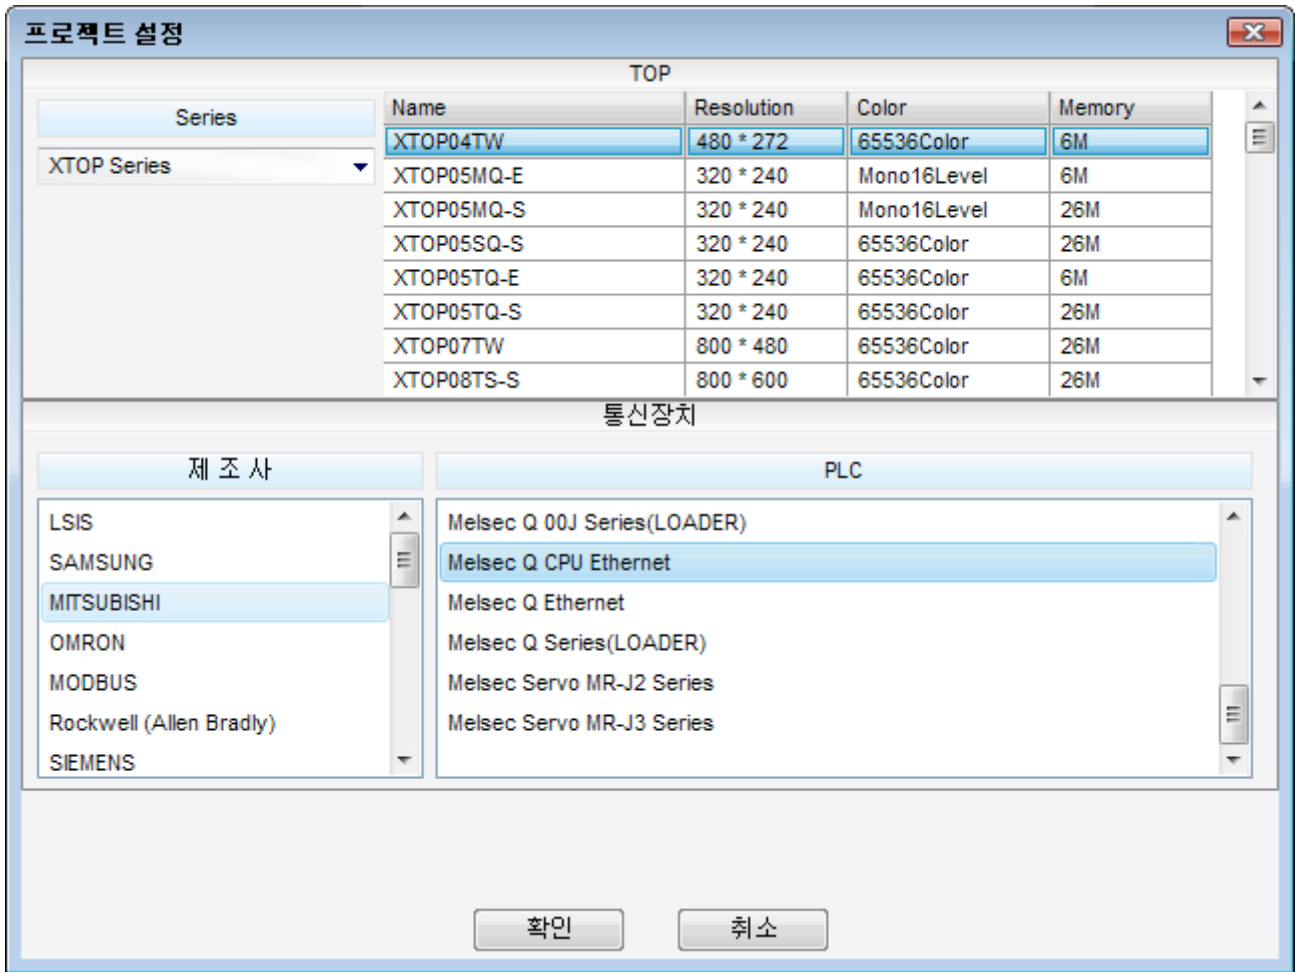 프로젝트 설정
TOP
Series
XTOP Series
Name Resolution Color Memory
XTOP04TW 480 * 272 65536Color 6M
XTOP05MQ-E 320 * 240 Mono16Level 6M
XTOP05MQ-S 320 * 240 Mono16Level 26M
XTOP05SQ-S 320 * 240 65536Color 26M
XTOP05TQ-E 320 * 240 65536Color 6M
XTOP05TQ-S 320 * 240 65536Color 26M
XTOP07TW 800 * 480 65536Color 26M
XTOP08TS-S 800 * 600 65536Color 26M
통신장치
제 조 사
LSIS
SAMSUNG
MITSUBISHI
OMRON
MODBUS
Rockwell (Allen Bradly)
SIEMENS
PLC
Melsec Q 00J Series(LOADER)
Melsec Q CPU Ethernet
Melsec Q Ethernet
Melsec Q Series(LOADER)
Melsec Servo MR-J2 Series
Melsec Servo MR-J3 Series
확인
취소